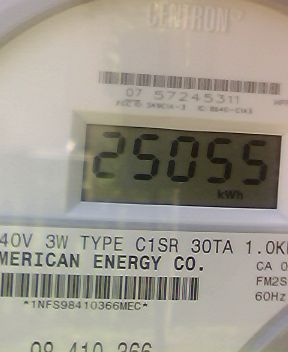 CENTRON
07 57245311
25055
kWh
40V 3W TYPE C1SR 30TA 1.0K
MERICAN ENERGY CO.
CA 0
FM2S
60Hz
*1NFS98410366MEC*
98 410 366